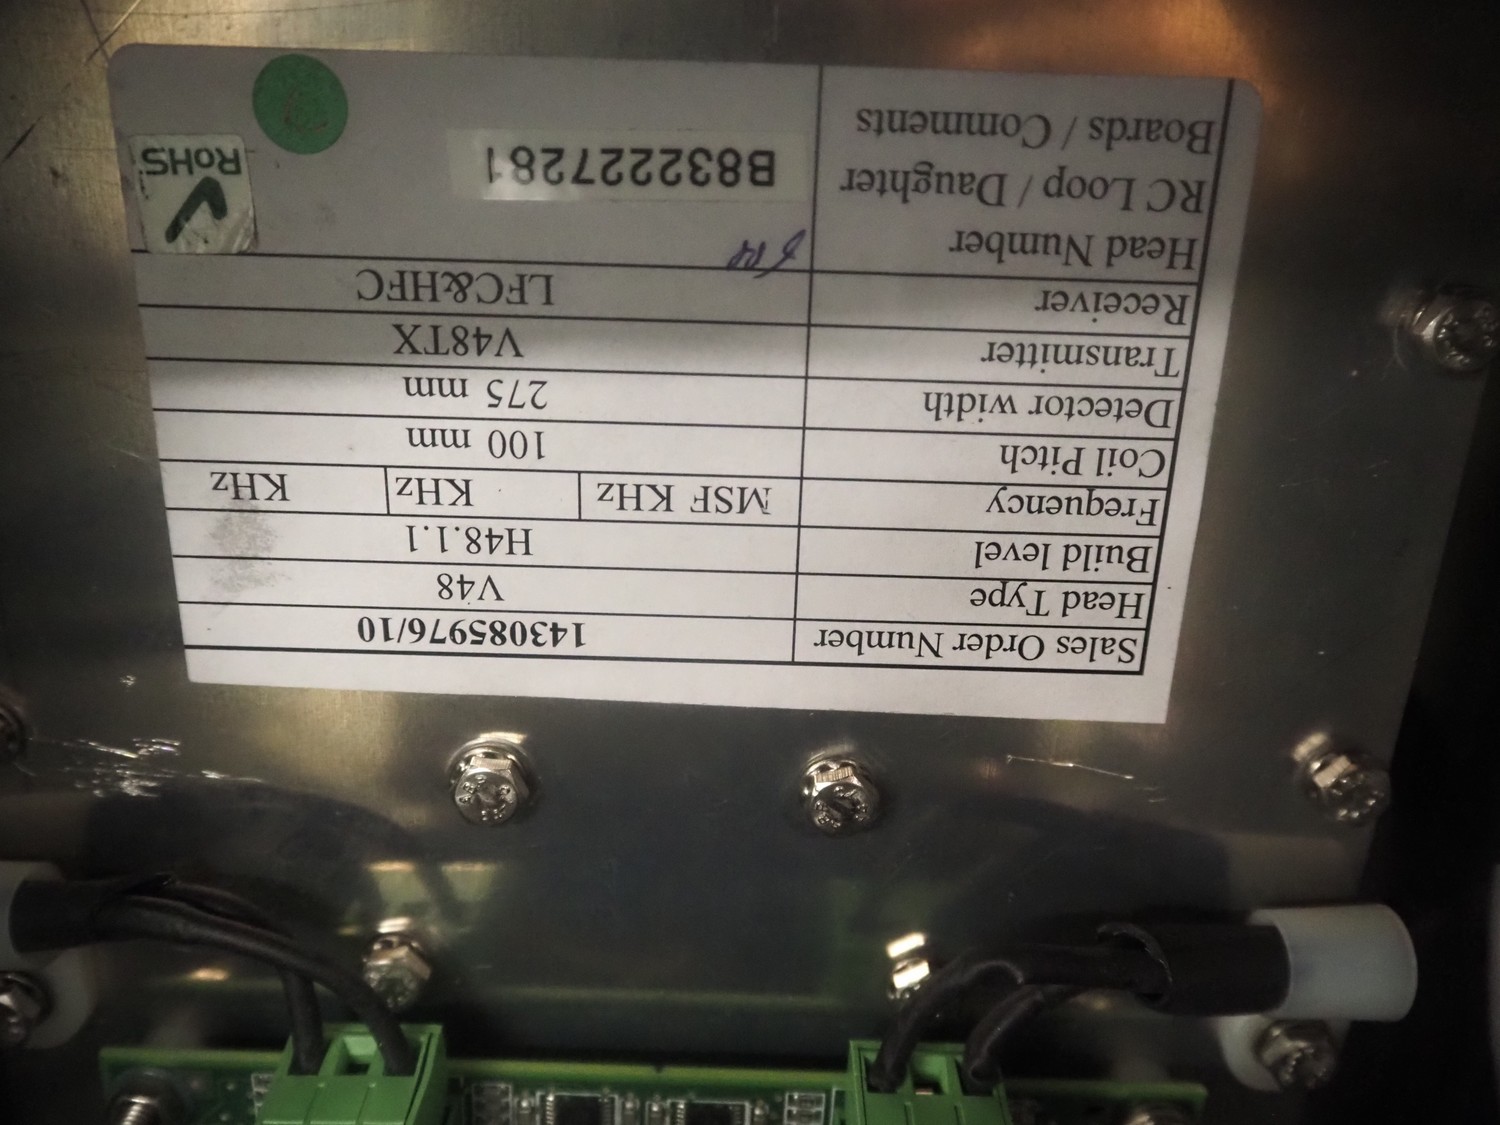 Sales Order Number 143085976/10
Head Type V48
Build level H48.1.1
Frequency MSF KHz KHz KHz
Coil Pitch 100 mm
Detector width 275 mm
Transmitter V48TX
Receiver LFC&HFC
Head Number
RC Loop / Daughter B832227281
Boards / Comments
RoHS